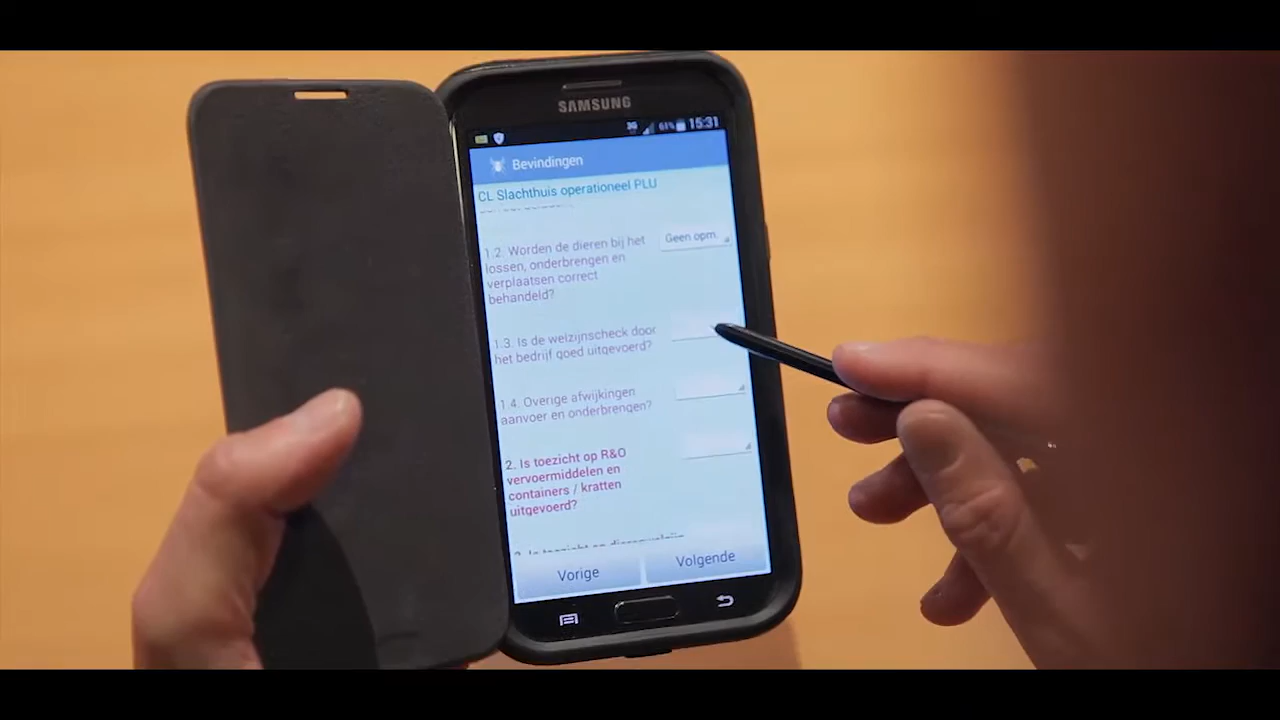 SAMSUNG
3G 61% 15:31
Bevindingen
CL Slachthuis operationeel PLU
1.2. Worden de dieren bij het
lossen, onderbrengen en
verplaatsen correct
behandeld?
Geen opm.
1.3. Is de welzijnscheck door
het bedrijf goed uitgevoerd?
1.4. Overige afwijkingen
aanvoer en onderbrengen?
2. Is toezicht op R&O
vervoermiddelen en
containers / kratten
uitgevoerd?
Vorige
Volgende